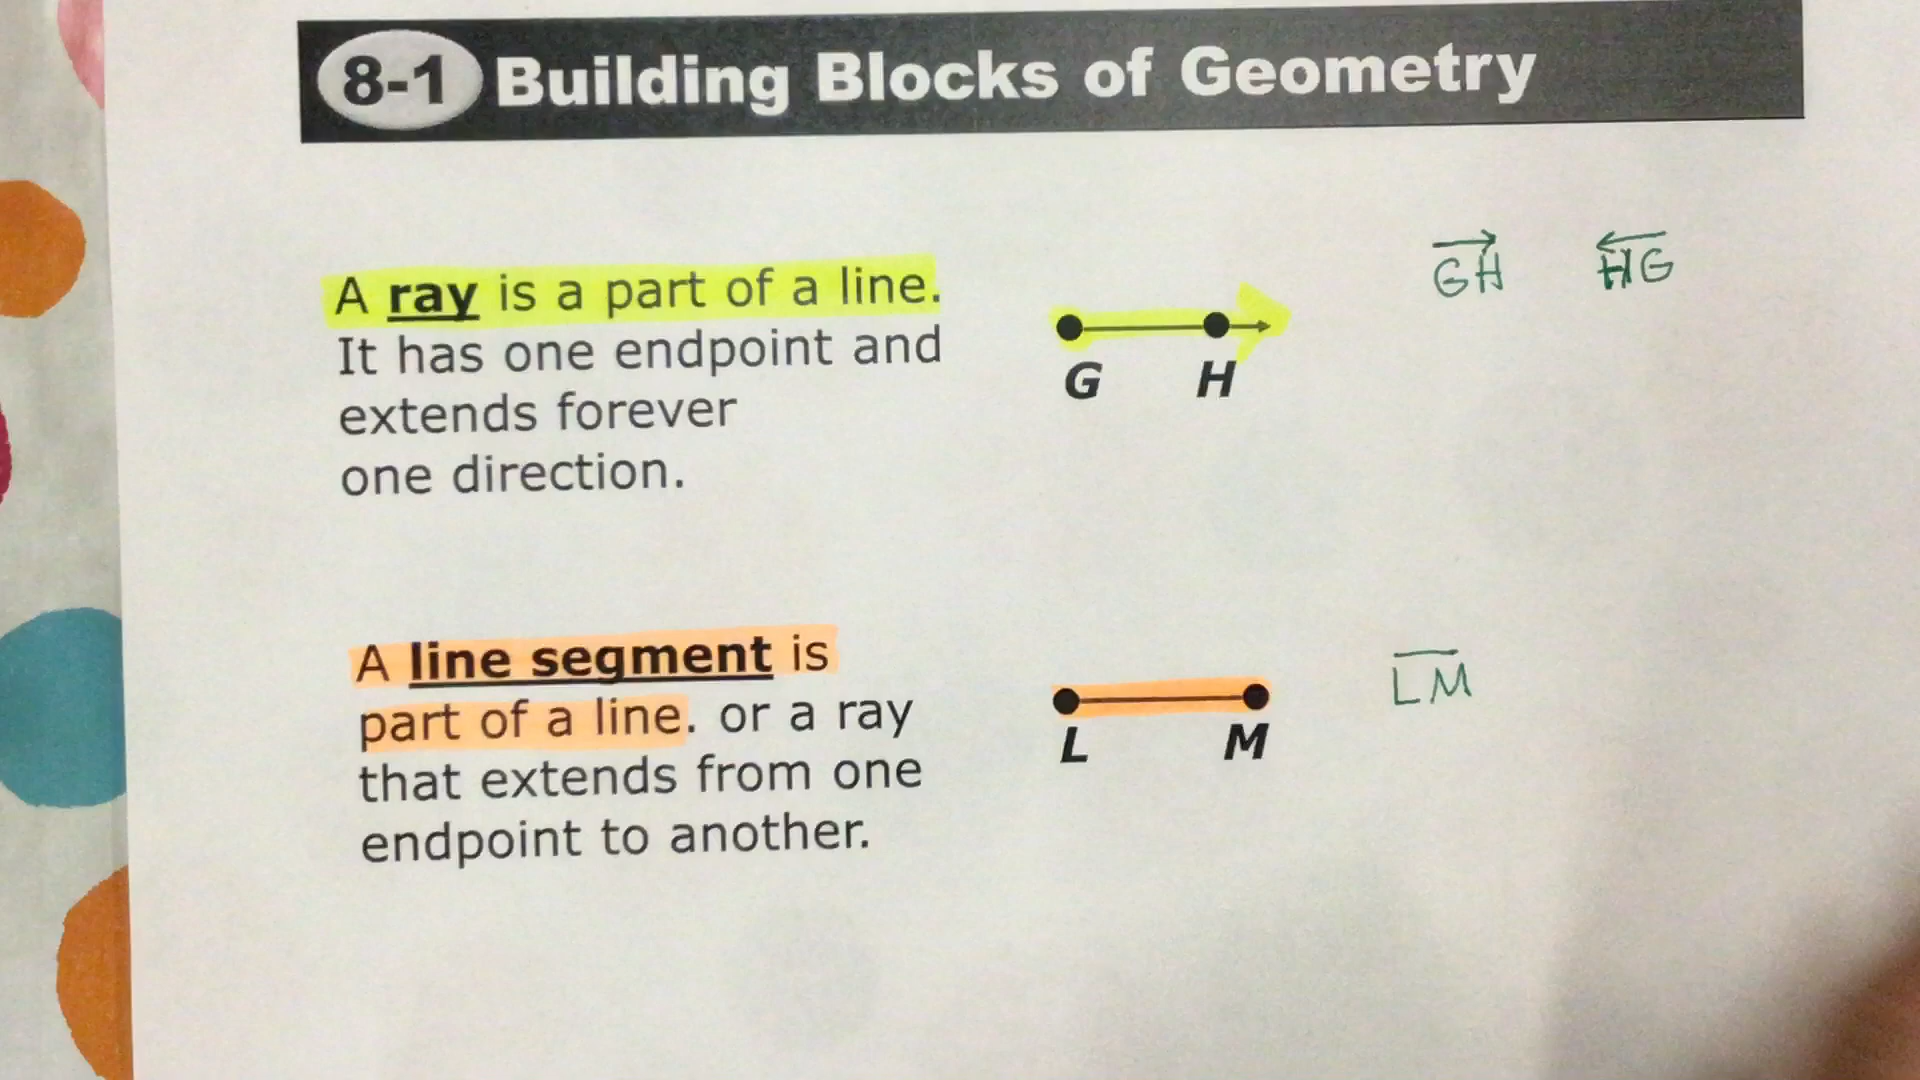 8-1 Building Blocks of Geometry
A ray is a part of a line.
It has one endpoint and
extends forever
one direction.
G H
GH HG
A line segment is
part of a line. or a ray
that extends from one
endpoint to another.
L M
LM